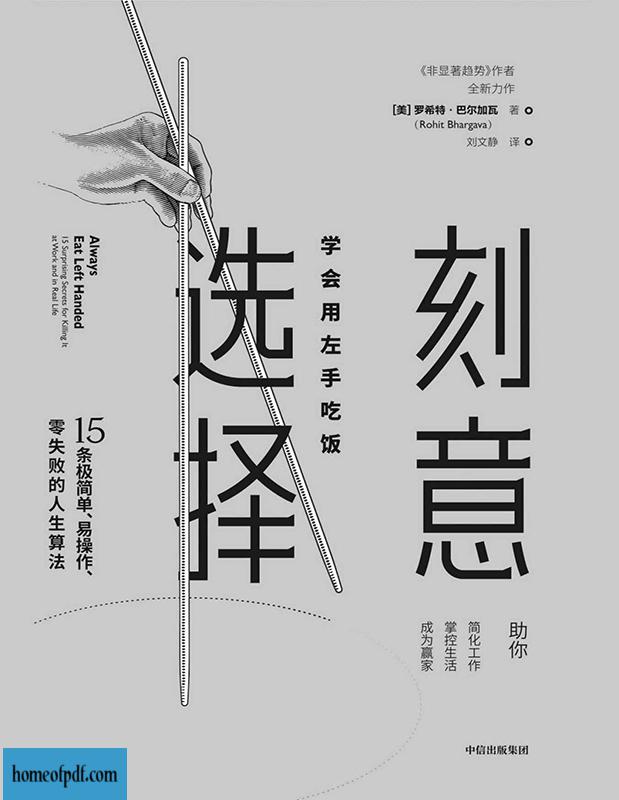 《非显著趋势》作者
全新力作
[美] 罗希特·巴尔加瓦 著
（Rohit Bhargava）
刘文静 译
刻意
选择
学会用左手吃饭
Always
Eat Left Handed
15 Surprising Secrets for Killing It
at Work and in Real Life
15条极简单、易操作、
零失败的人生算法
助你
简化工作
掌控生活
成为赢家
中信出版集团
homeofpdf.com